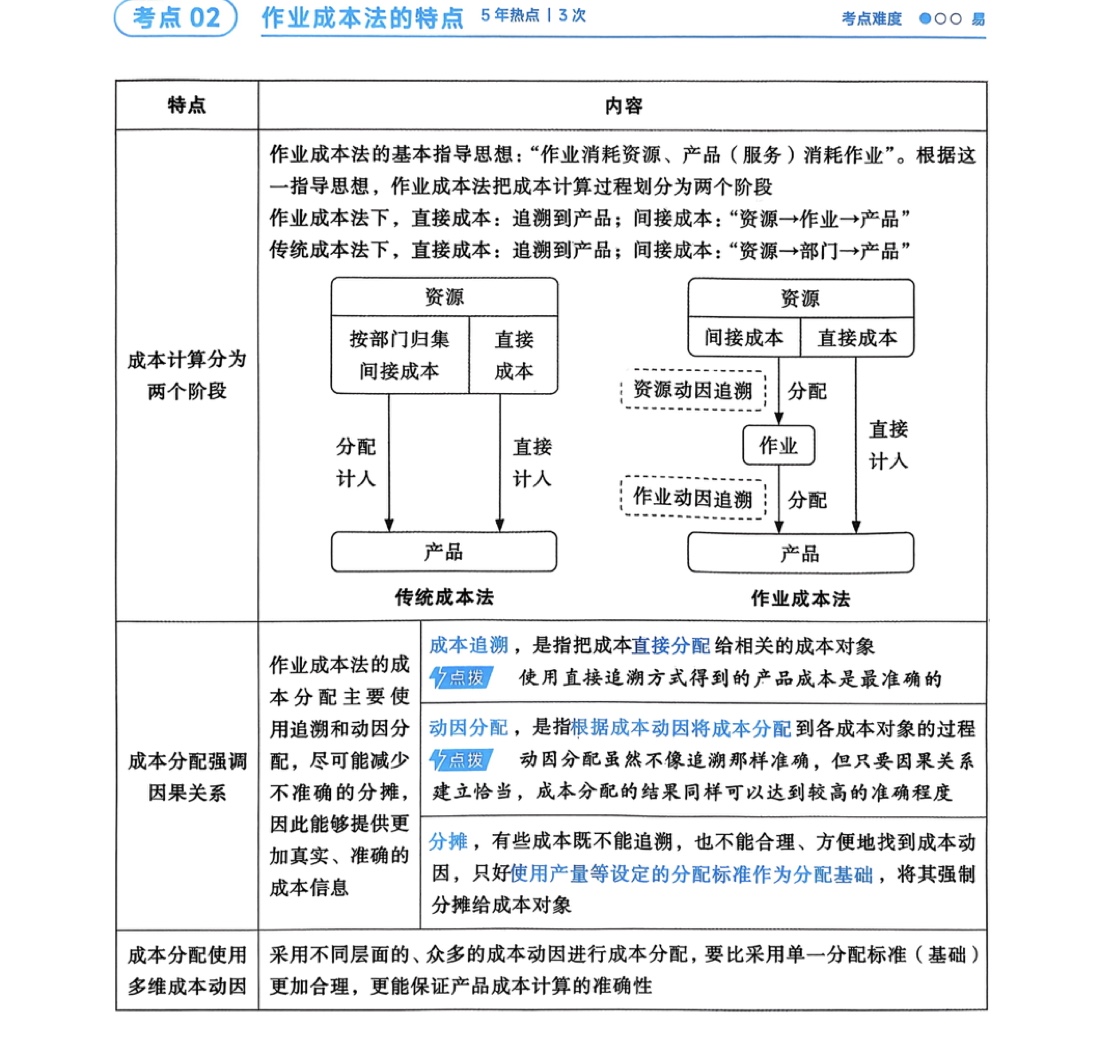 考点 02 作业成本法的特点 5 年热点 | 3 次 考点难度 易
特点 内容
成本计算分为
两个阶段
作业成本法的基本指导思想：“作业消耗资源、产品（服务）消耗作业”。根据这
一指导思想，作业成本法把成本计算过程划分为两个阶段
作业成本法下，直接成本：追溯到产品；间接成本：“资源→作业→产品”
传统成本法下，直接成本：追溯到产品；间接成本：“资源→部门→产品”
资源
按部门归集
间接成本
直接
成本
分配
计人
直接
计人
产品
传统成本法
资源
间接成本 直接成本
资源动因追溯 分配
作业
直接
计人
作业动因追溯 分配
产品
作业成本法
成本分配强调
因果关系
作业成本法的成
本分配主要使
用追溯和动因分
配，尽可能减少
不准确的分摊，
因此能够提供更
加真实、准确的
成本信息
成本追溯，是指把成本直接分配给相关的成本对象
点拨 使用直接追溯方式得到的产品成本是最准确的
动因分配，是指根据成本动因将成本分配到各成本对象的过程
点拨 动因分配虽然不像追溯那样准确，但只要因果关系
建立恰当，成本分配的结果同样可以达到较高的准确程度
分摊，有些成本既不能追溯，也不能合理、方便地找到成本动
因，只好使用产量等设定的分配标准作为分配基础，将其强制
分摊给成本对象
成本分配使用
多维成本动因
采用不同层面的、众多的成本动因进行成本分配，要比采用单一分配标准（基础）
更加合理，更能保证产品成本计算的准确性